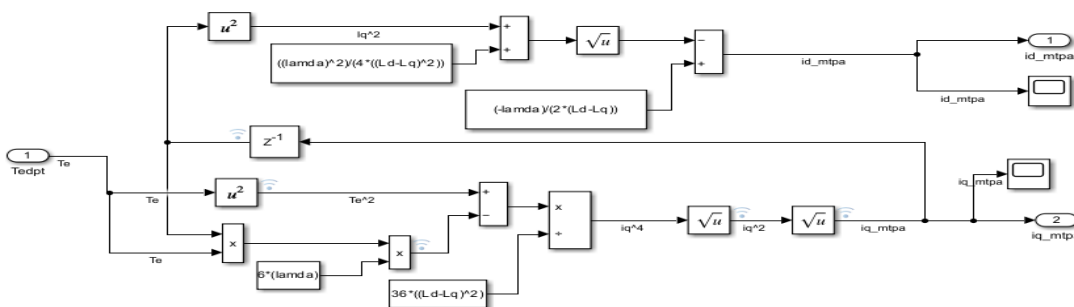 u²
Iq^2
+
+
√u
−
+
((lamda)^2)/(4*((Ld-Lq)^2))
id_mtpa
1
id_mtpa
(-lamda)/(2*(Ld-Lq))
id_mtpa
Z⁻¹
1
Tedpt
Te
Te
u²
Te^2
+
−
×
÷
iq^4
√u
iq^2
√u
iq_mtpa
iq_mtpa
2
iq_mtp
×
Te
×
6*(lamda)
36*((Ld-Lq)^2)